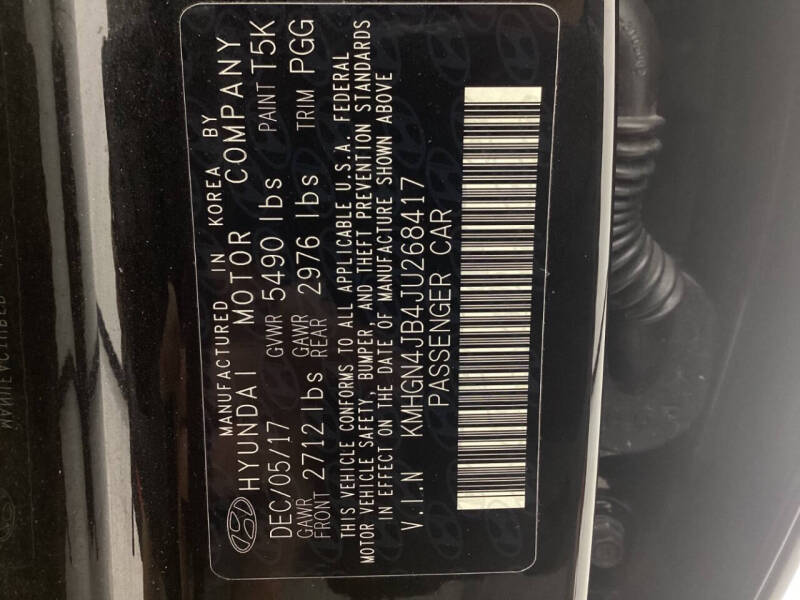 MANUFACTURED IN KOREA BY
HYUNDAI MOTOR COMPANY
DEC/05/17 GVWR 5490 lbs PAINT T5K
GAWR FRONT 2712 lbs GAWR REAR 2976 lbs TRIM PGG
THIS VEHICLE CONFORMS TO ALL APPLICABLE U.S.A. FEDERAL
MOTOR VEHICLE SAFETY, BUMPER, AND THEFT PREVENTION STANDARDS
IN EFFECT ON THE DATE OF MANUFACTURE SHOWN ABOVE
V.I.N KMHGN4JB4JU268417
PASSENGER CAR